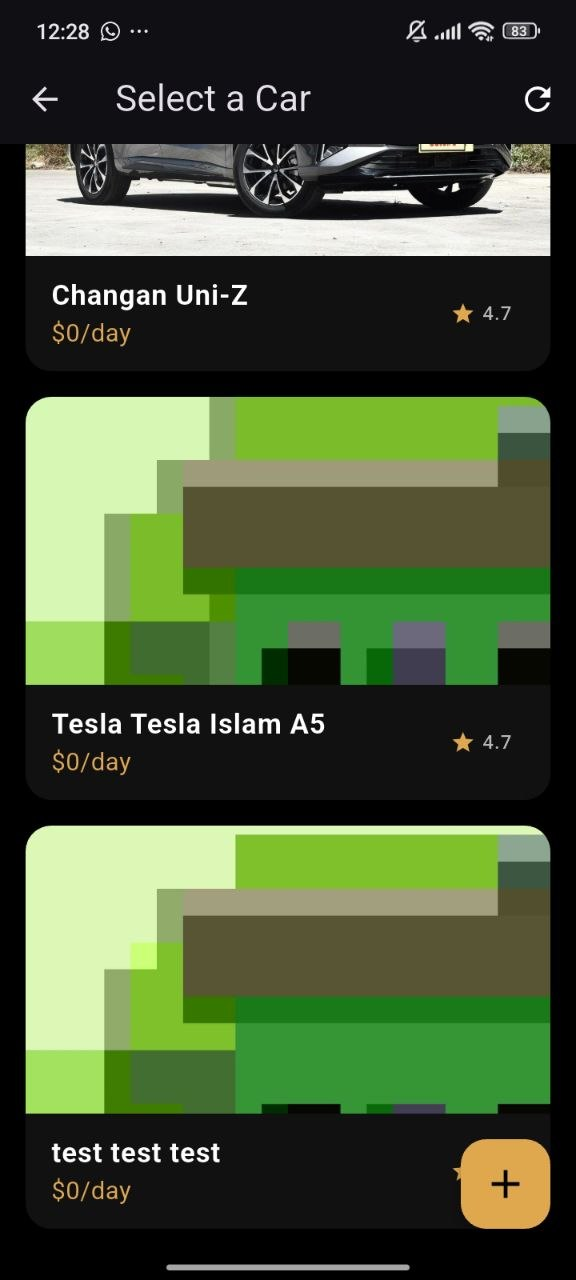 12:28
83
Select a Car
Changan Uni-Z
$0/day
4.7
Tesla Tesla Islam A5
$0/day
4.7
test test test
$0/day